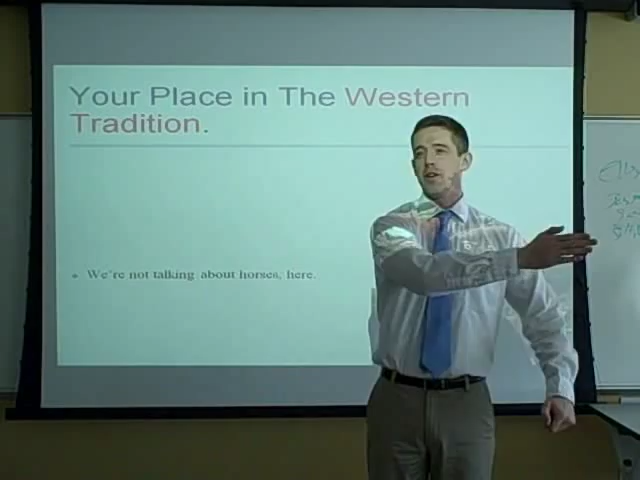 Your Place in The Western
Tradition.
We're not talking about horses, here.